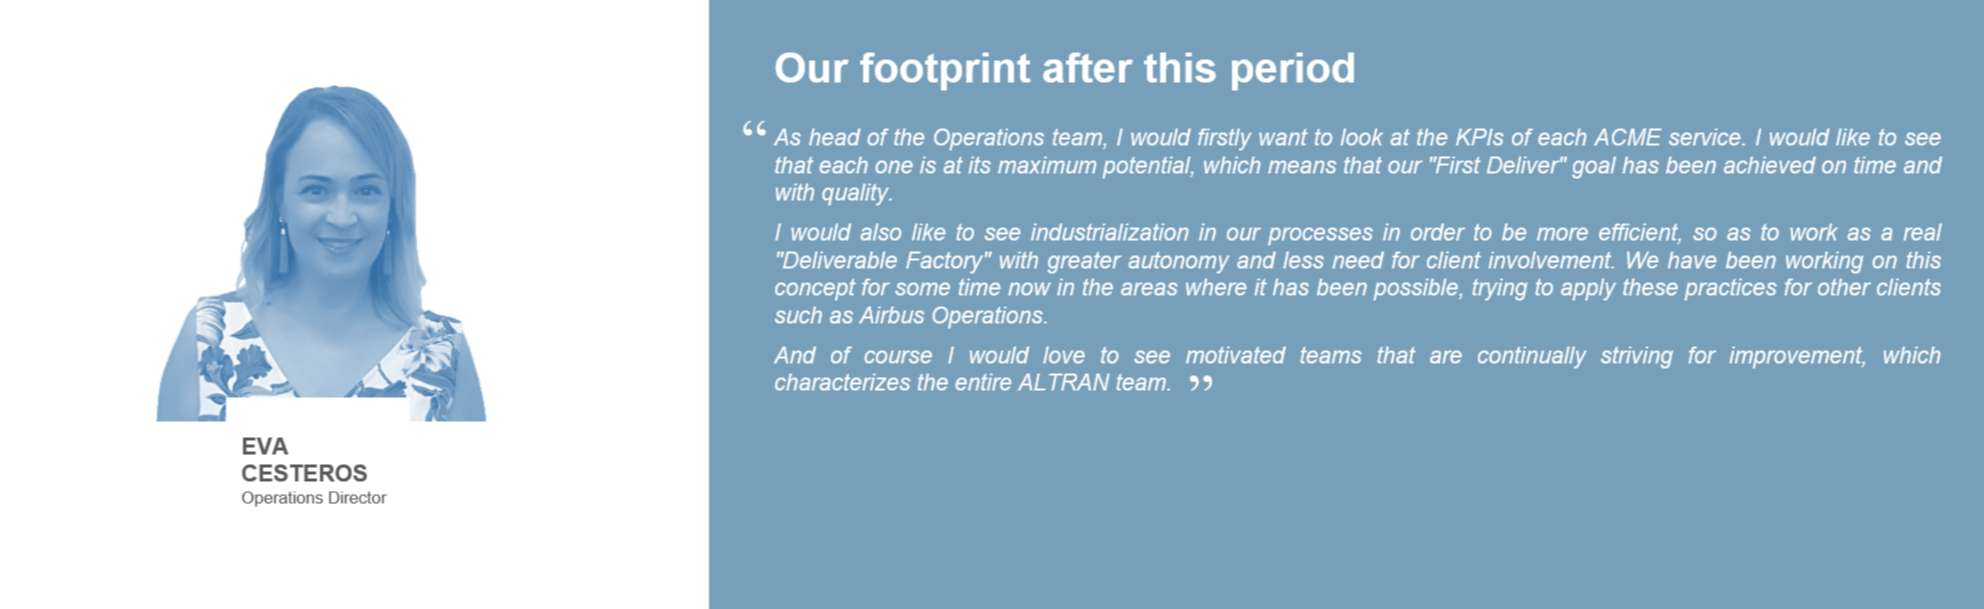 Our footprint after this period
“ As head of the Operations team, I would firstly want to look at the KPIs of each ACME service. I would like to see
that each one is at its maximum potential, which means that our "First Deliver" goal has been achieved on time and
with quality.
I would also like to see industrialization in our processes in order to be more efficient, so as to work as a real
"Deliverable Factory" with greater autonomy and less need for client involvement. We have been working on this
concept for some time now in the areas where it has been possible, trying to apply these practices for other clients
such as Airbus Operations.
And of course I would love to see motivated teams that are continually striving for improvement, which
characterizes the entire ALTRAN team. ”
EVA
CESTEROS
Operations Director